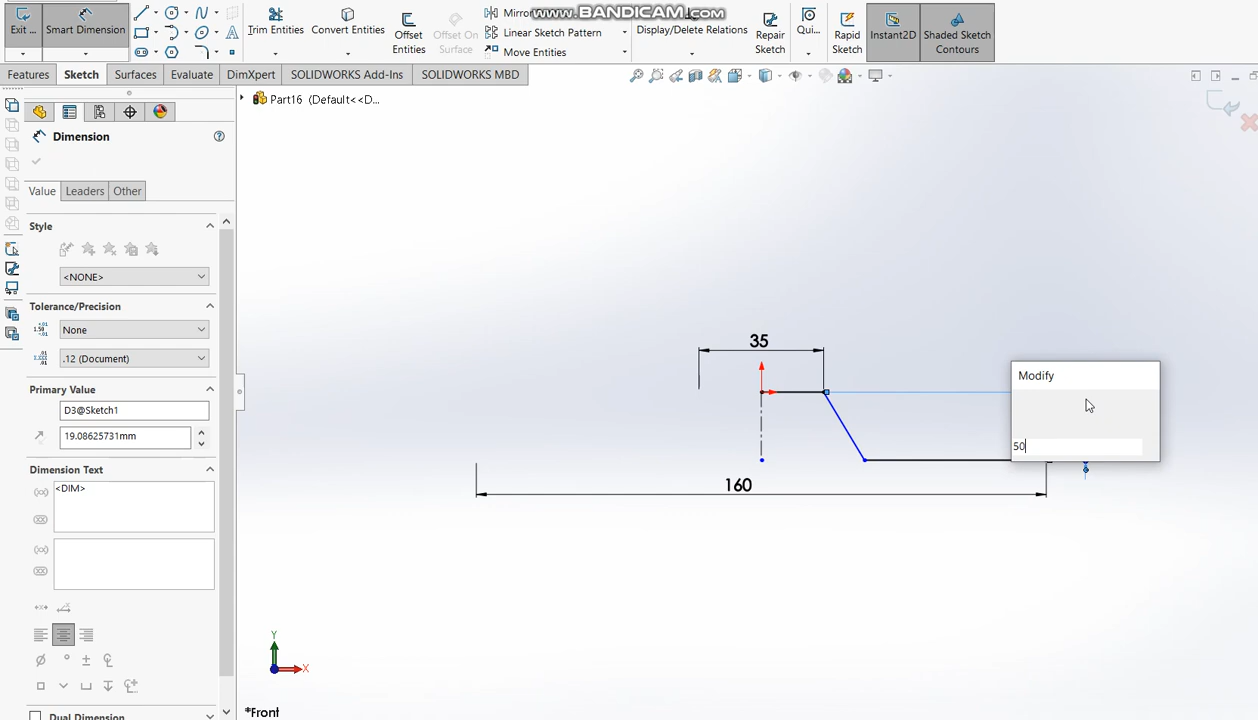 www.BANDICAM.com
Exit ...
Smart Dimension
Trim Entities
Convert Entities
Offset Entities
Offset On Surface
Mirror
Linear Sketch Pattern
Move Entities
Display/Delete Relations
Repair Sketch
Qui...
Rapid Sketch
Instant2D
Shaded Sketch Contours
Features
Sketch
Surfaces
Evaluate
DimXpert
SOLIDWORKS Add-Ins
SOLIDWORKS MBD
Part16 (Default<<D...
Dimension
Value
Leaders
Other
Style
<NONE>
Tolerance/Precision
None
.12 (Document)
Primary Value
D3@Sketch1
19.08625731mm
Dimension Text
<DIM>
Dual Dimension
35
160
Modify
50
Y
X
*Front